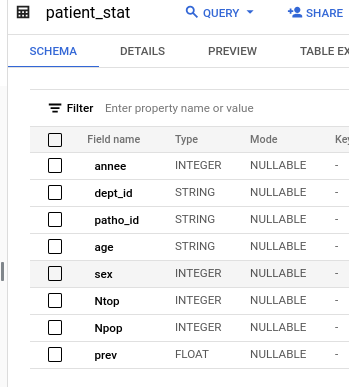 patient_stat QUERY SHARE
SCHEMA DETAILS PREVIEW TABLE EX
Filter Enter property name or value
Field name Type Mode Key
annee INTEGER NULLABLE -
dept_id STRING NULLABLE -
patho_id STRING NULLABLE -
age STRING NULLABLE -
sex INTEGER NULLABLE -
Ntop INTEGER NULLABLE -
Npop INTEGER NULLABLE -
prev FLOAT NULLABLE -